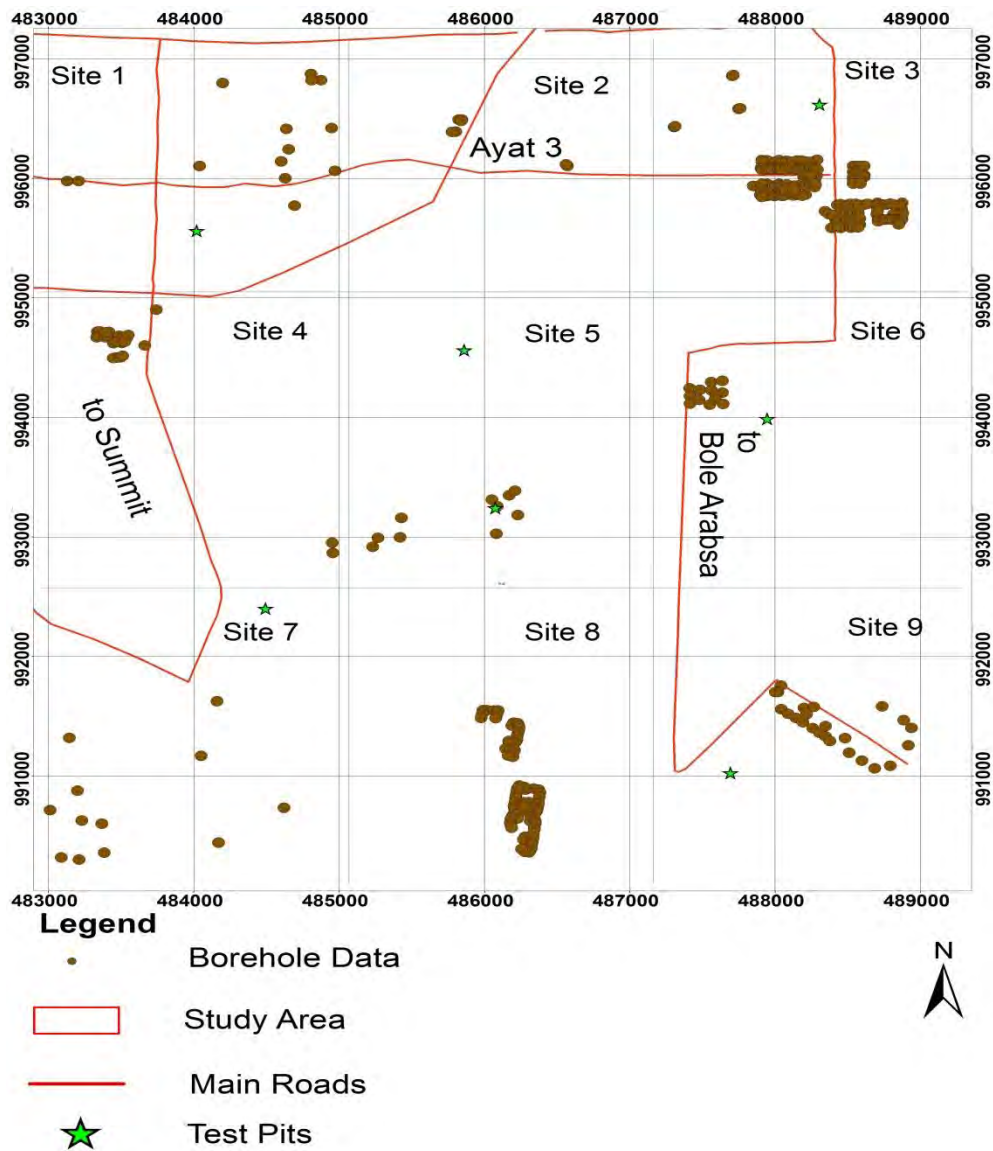 483000 484000 485000 486000 487000 488000 489000
997000 997000
Site 1 Site 2 Site 3
Ayat 3
996000 996000
995000 995000
Site 4 Site 5 Site 6
994000 994000
to Summit
to
Bole Arabsa
993000 993000
Site 7 Site 8 Site 9
992000 992000
991000 991000
483000 484000 485000 486000 487000 488000 489000
Legend
Borehole Data
N
Study Area
Main Roads
Test Pits